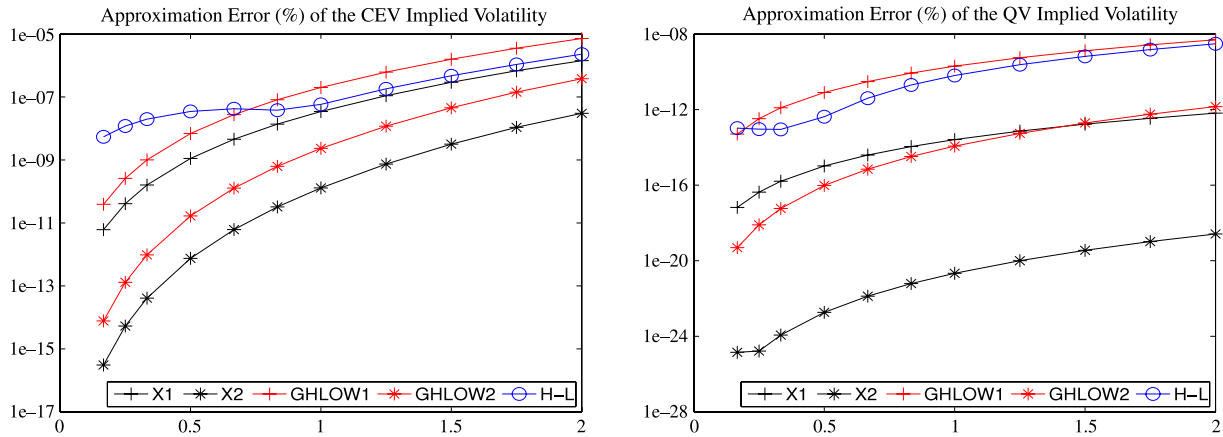 Approximation Error (%) of the CEV Implied Volatility
1e–05
1e–07
1e–09
1e–11
1e–13
1e–15
1e–17
0
0.5
1
1.5
2
X1
X2
GHLOW1
GHLOW2
H–L
Approximation Error (%) of the QV Implied Volatility
1e–08
1e–12
1e–16
1e–20
1e–24
1e–28
0
0.5
1
1.5
2
X1
X2
GHLOW1
GHLOW2
H–L